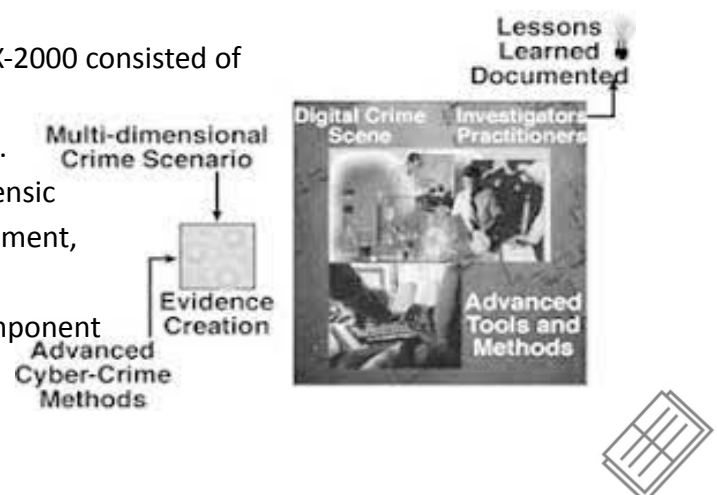 X-2000 consisted of
.
ensic
ment,
mponent
Multi-dimensional
Crime Scenario
Evidence
Creation
Advanced
Cyber-Crime
Methods
Digital Crime
Scene
Investigators
Practitioners
Advanced
Tools and
Methods
Lessons
Learned
Documented